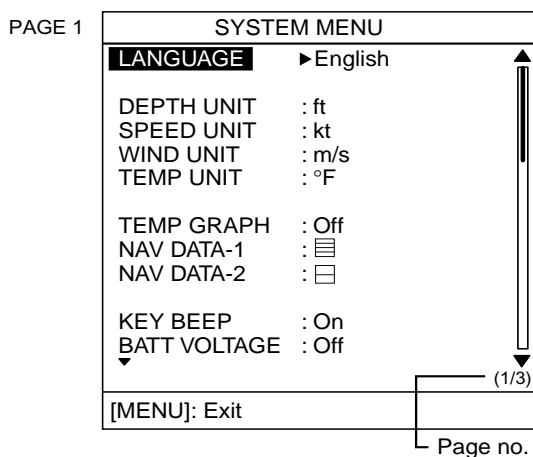 PAGE 1
SYSTEM MENU
LANGUAGE ▶English
DEPTH UNIT : ft
SPEED UNIT : kt
WIND UNIT : m/s
TEMP UNIT : °F
TEMP GRAPH : Off
NAV DATA-1 :
NAV DATA-2 :
KEY BEEP : On
BATT VOLTAGE : Off
(1/3)
[MENU]: Exit
Page no.